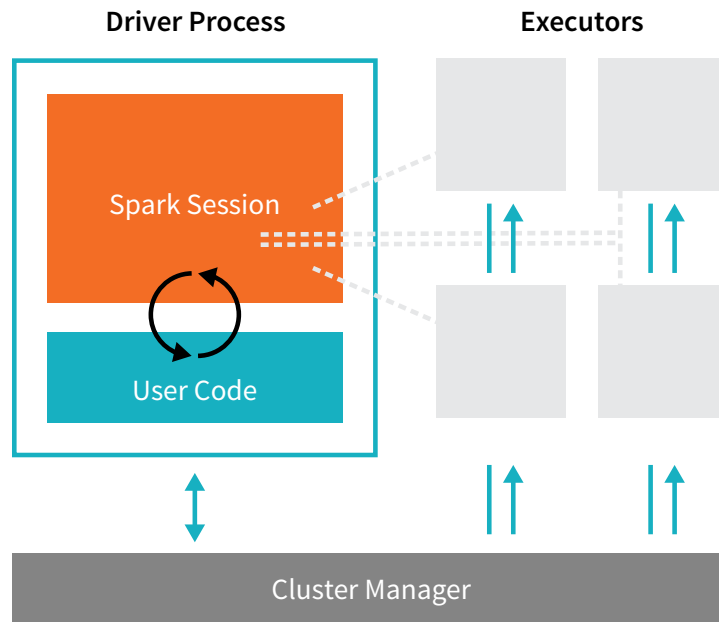 Driver Process
Executors
Spark Session
User Code
Cluster Manager